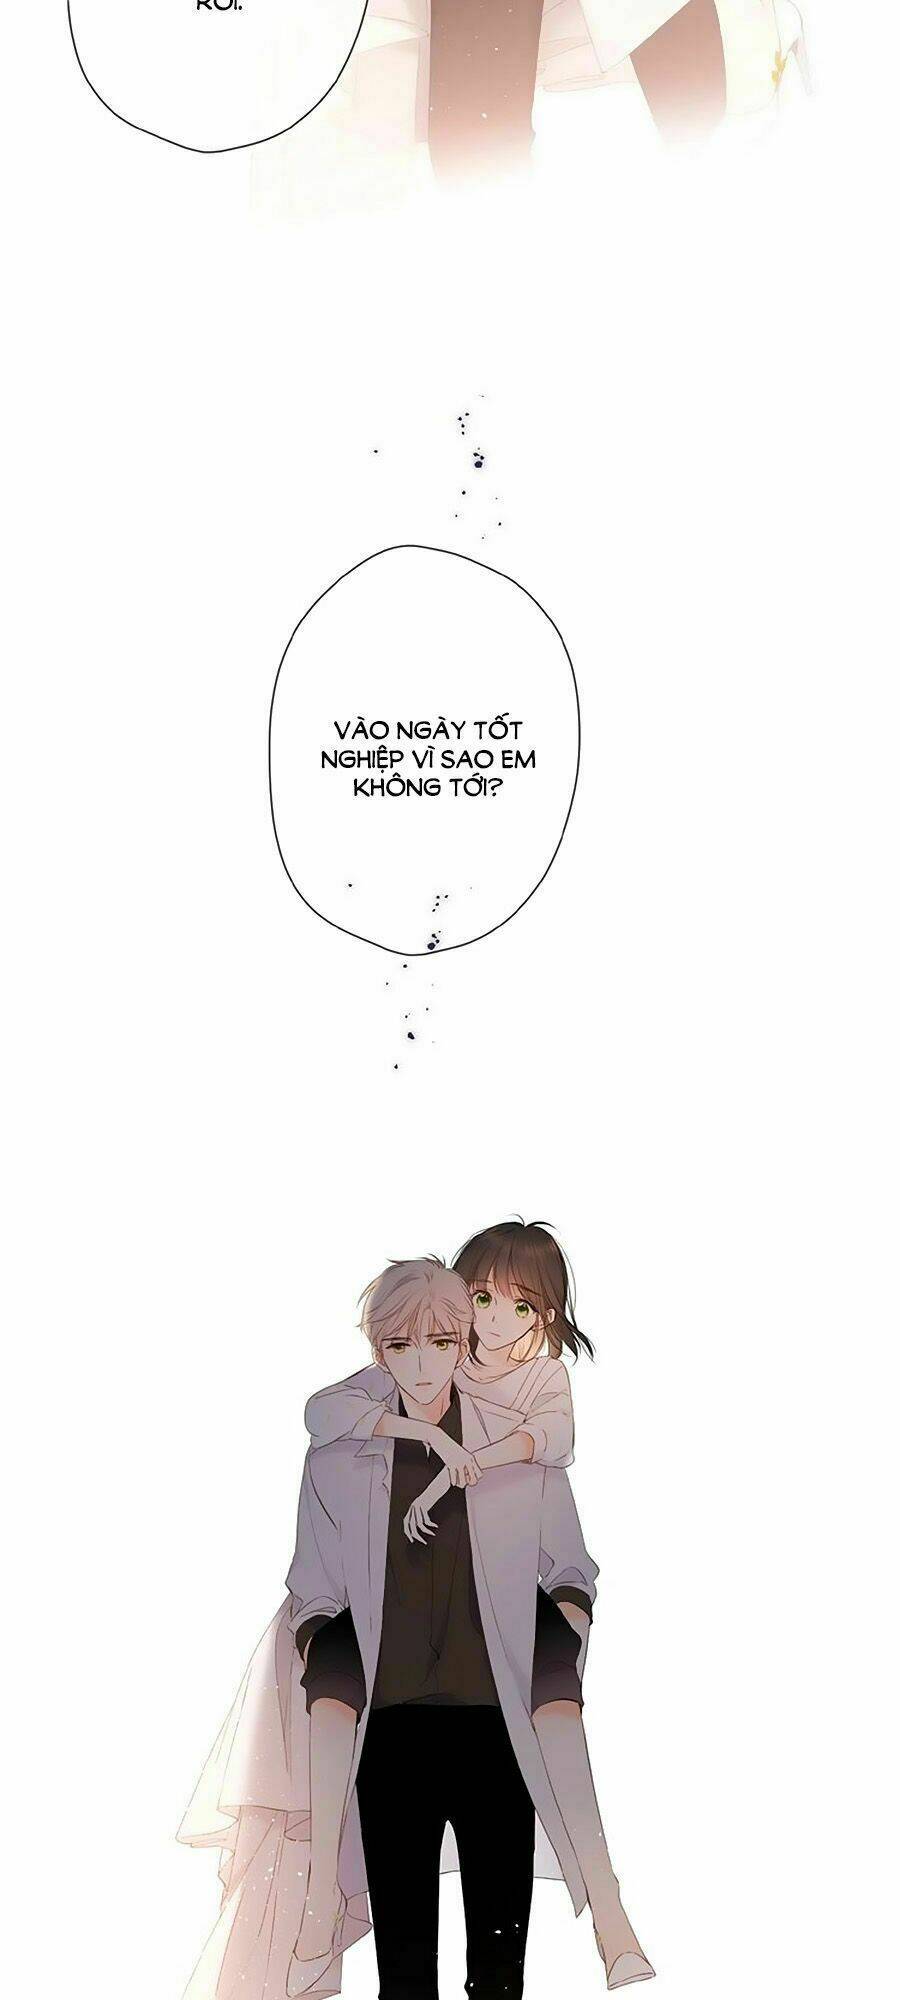 RỒI.
VÀO NGÀY TỐT
NGHIỆP VÌ SAO EM
KHÔNG TỚI?